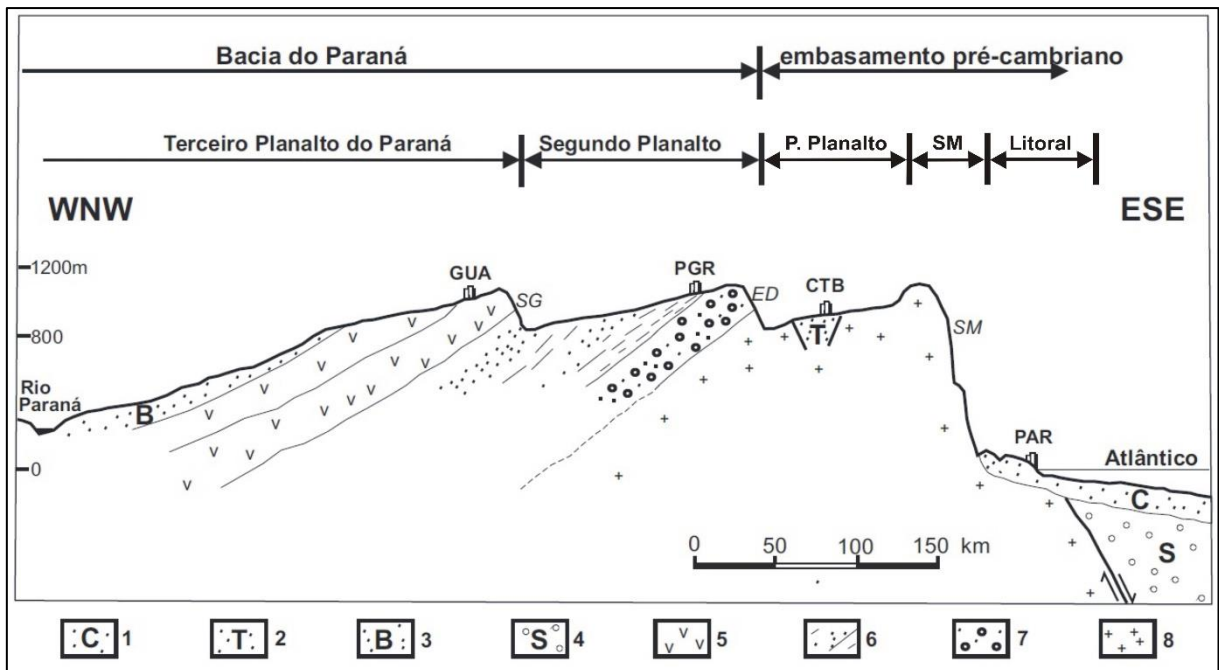 Bacia do Paraná embasamento pré-cambriano
Terceiro Planalto do Paraná Segundo Planalto P. Planalto SM Litoral
WNW ESE
1200m
GUA SG PGR ED CTB
800
T
SM
Rio
Paraná
B
PAR
Atlântico
0
C
S
0 50 100 150 km
C 1 T 2 B 3 S 4 v 5 6 7 8